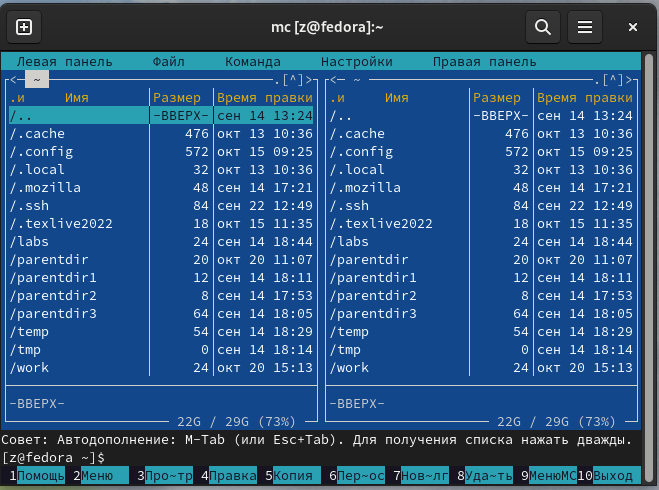 mc [z@fedora]:~
Левая панель Файл Команда Настройки Правая панель
<— ~ .[^]> <— ~ .[^]>
.и Имя Размер Время правки .и Имя Размер Время правки
/.. -ВВЕРХ- сен 14 13:24 /.. -ВВЕРХ- сен 14 13:24
/.cache 476 окт 13 10:36 /.cache 476 окт 13 10:36
/.config 572 окт 15 09:25 /.config 572 окт 15 09:25
/.local 32 окт 13 10:36 /.local 32 окт 13 10:36
/.mozilla 48 сен 14 17:21 /.mozilla 48 сен 14 17:21
/.ssh 84 сен 22 12:49 /.ssh 84 сен 22 12:49
/.texlive2022 18 окт 15 11:35 /.texlive2022 18 окт 15 11:35
/labs 24 сен 14 18:44 /labs 24 сен 14 18:44
/parentdir 20 окт 20 11:07 /parentdir 20 окт 20 11:07
/parentdir1 12 сен 14 18:11 /parentdir1 12 сен 14 18:11
/parentdir2 8 сен 14 17:53 /parentdir2 8 сен 14 17:53
/parentdir3 64 сен 14 18:05 /parentdir3 64 сен 14 18:05
/temp 54 сен 14 18:29 /temp 54 сен 14 18:29
/tmp 0 сен 14 18:14 /tmp 0 сен 14 18:14
/work 24 окт 20 15:13 /work 24 окт 20 15:13
-ВВЕРХ- -ВВЕРХ-
22G / 29G (73%) 22G / 29G (73%)
Совет: Автодополнение: M-Tab (или Esc+Tab). Для получения списка нажать дважды.
[z@fedora ~]$
1Помощь 2Меню 3Про~тр 4Правка 5Копия 6Пер~ос 7Нов~лг 8Уда~ть 9МенюMC 10Выход